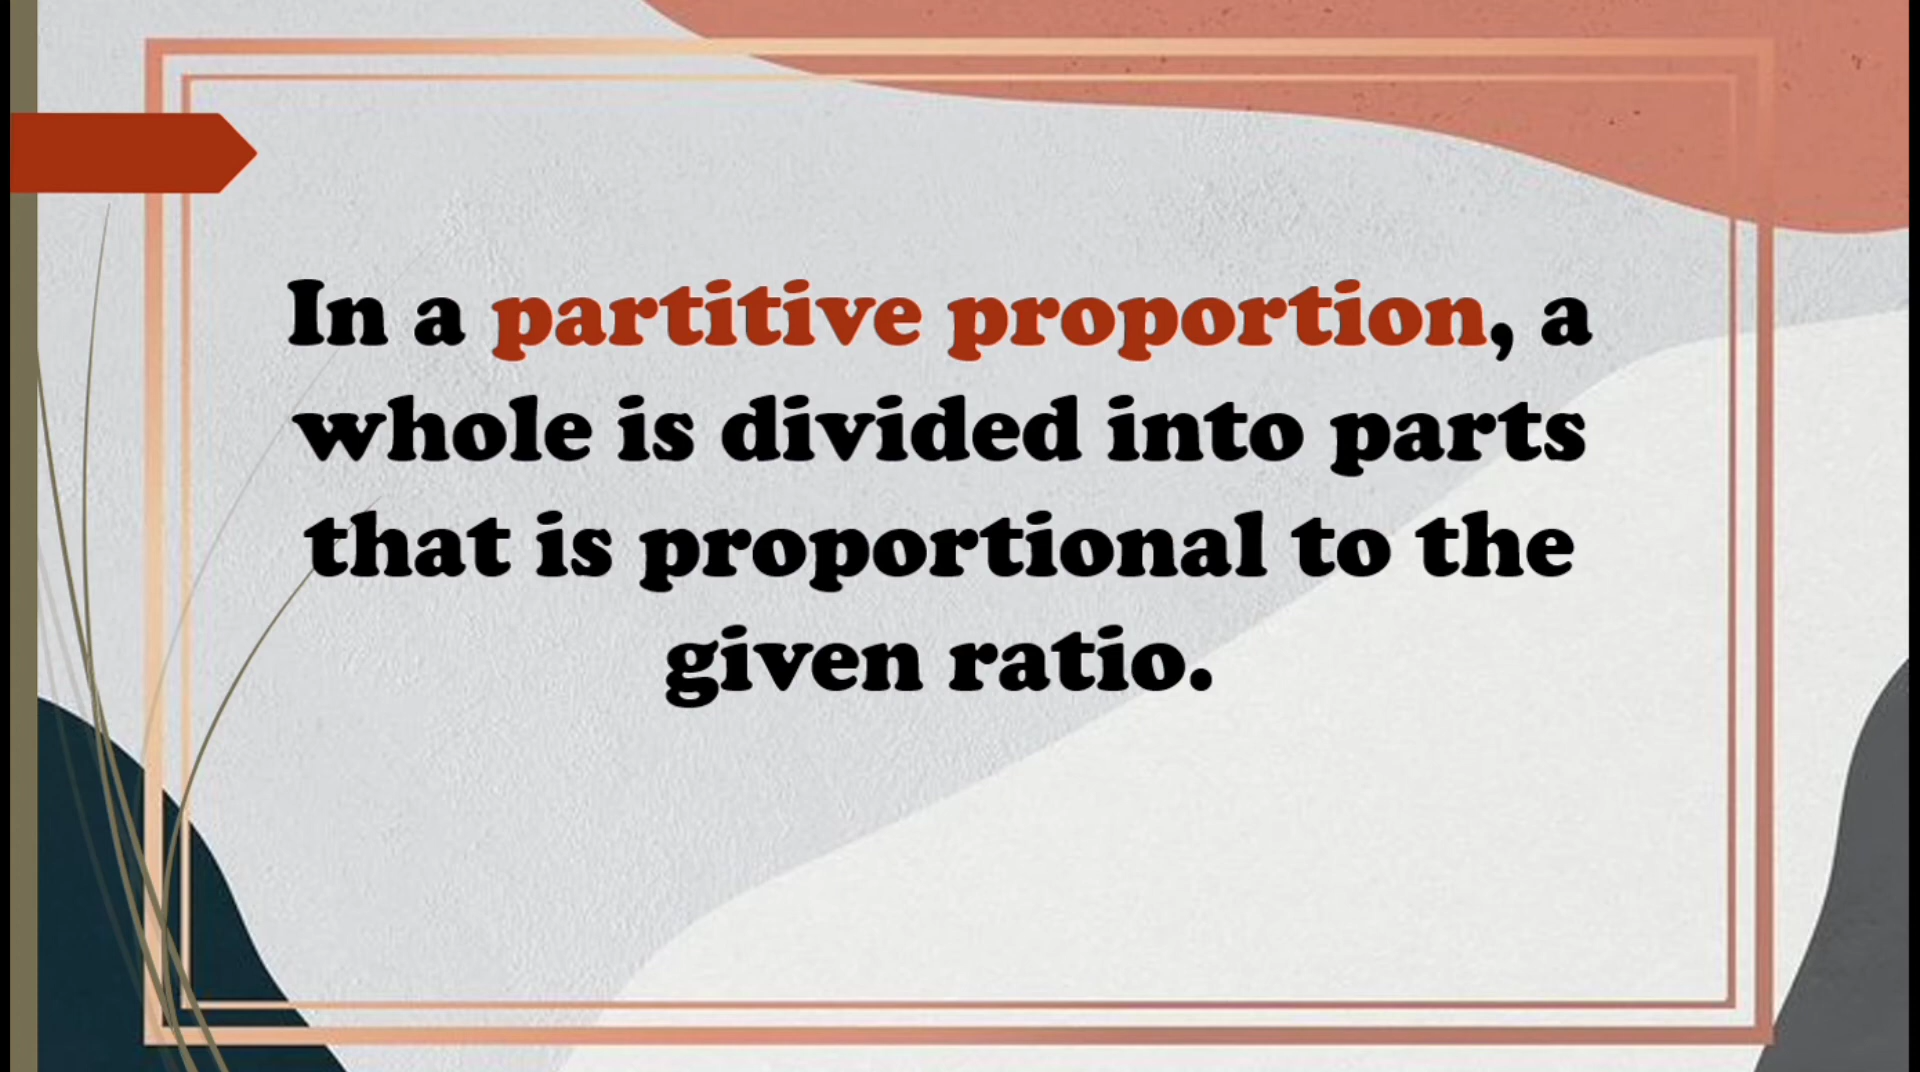 In a partitive proportion, a
whole is divided into parts
that is proportional to the
given ratio.